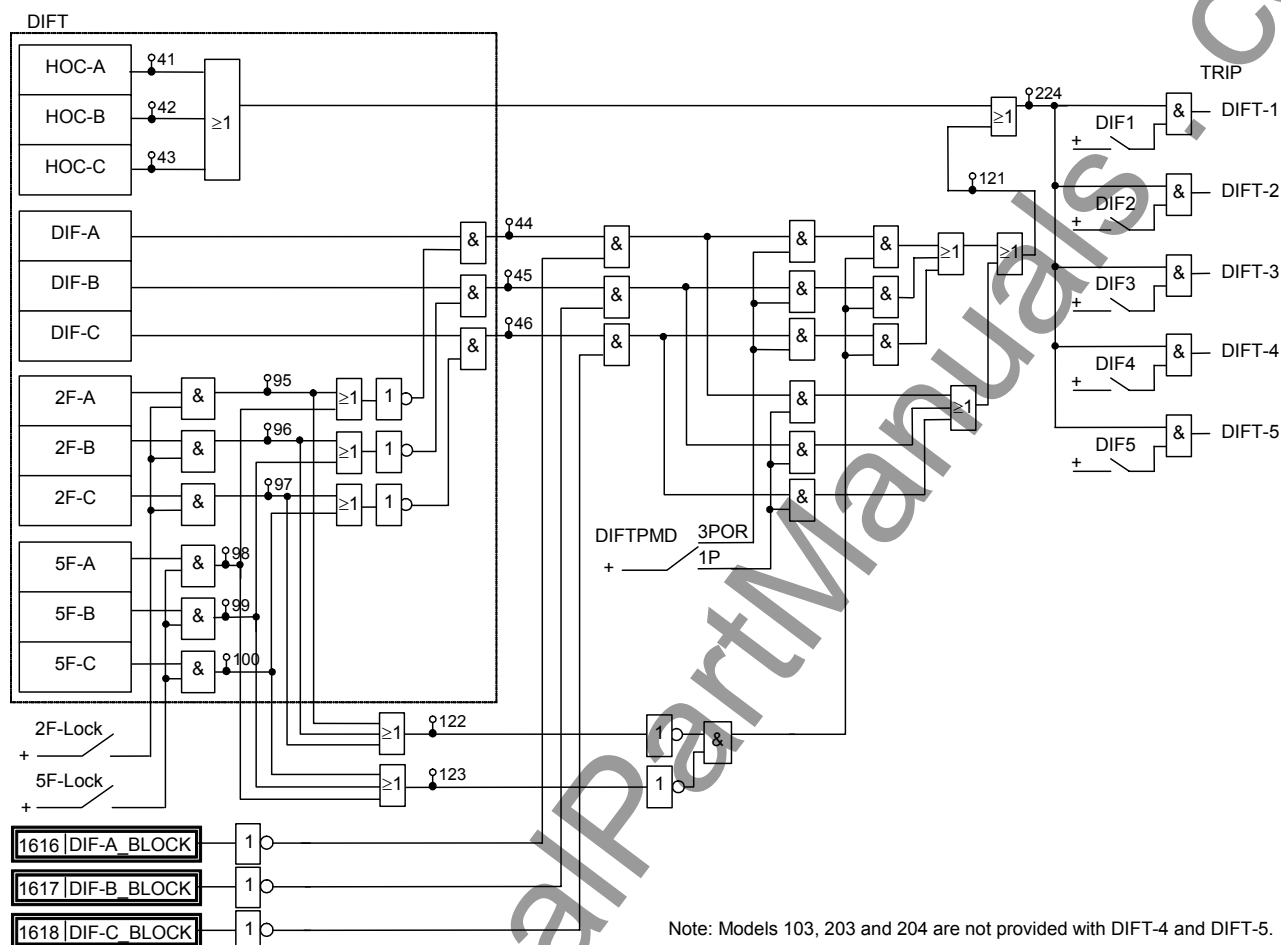 DIFT
HOC-A
41
HOC-B
42
HOC-C
43
≥1
≥1
224
TRIP
DIF1
+
&
DIFT-1
121
DIF2
+
&
DIFT-2
DIF3
+
&
DIFT-3
DIF4
+
&
DIFT-4
DIF5
+
&
DIFT-5
DIF-A
&
44
&
&
&
≥1
≥1
DIF-B
&
45
&
&
&
DIF-C
&
46
&
&
&
2F-A
&
95
≥1
1
&
≥1
2F-B
&
96
≥1
1
&
2F-C
&
97
≥1
1
&
DIFTPMD
3POR
1P
+
5F-A
&
98
5F-B
&
99
5F-C
&
100
2F-Lock
+
≥1
122
1
&
5F-Lock
+
≥1
123
1
1616 DIF-A_BLOCK
1
1617 DIF-B_BLOCK
1
1618 DIF-C_BLOCK
1
Note: Models 103, 203 and 204 are not provided with DIFT-4 and DIFT-5.
alPartManuals . c